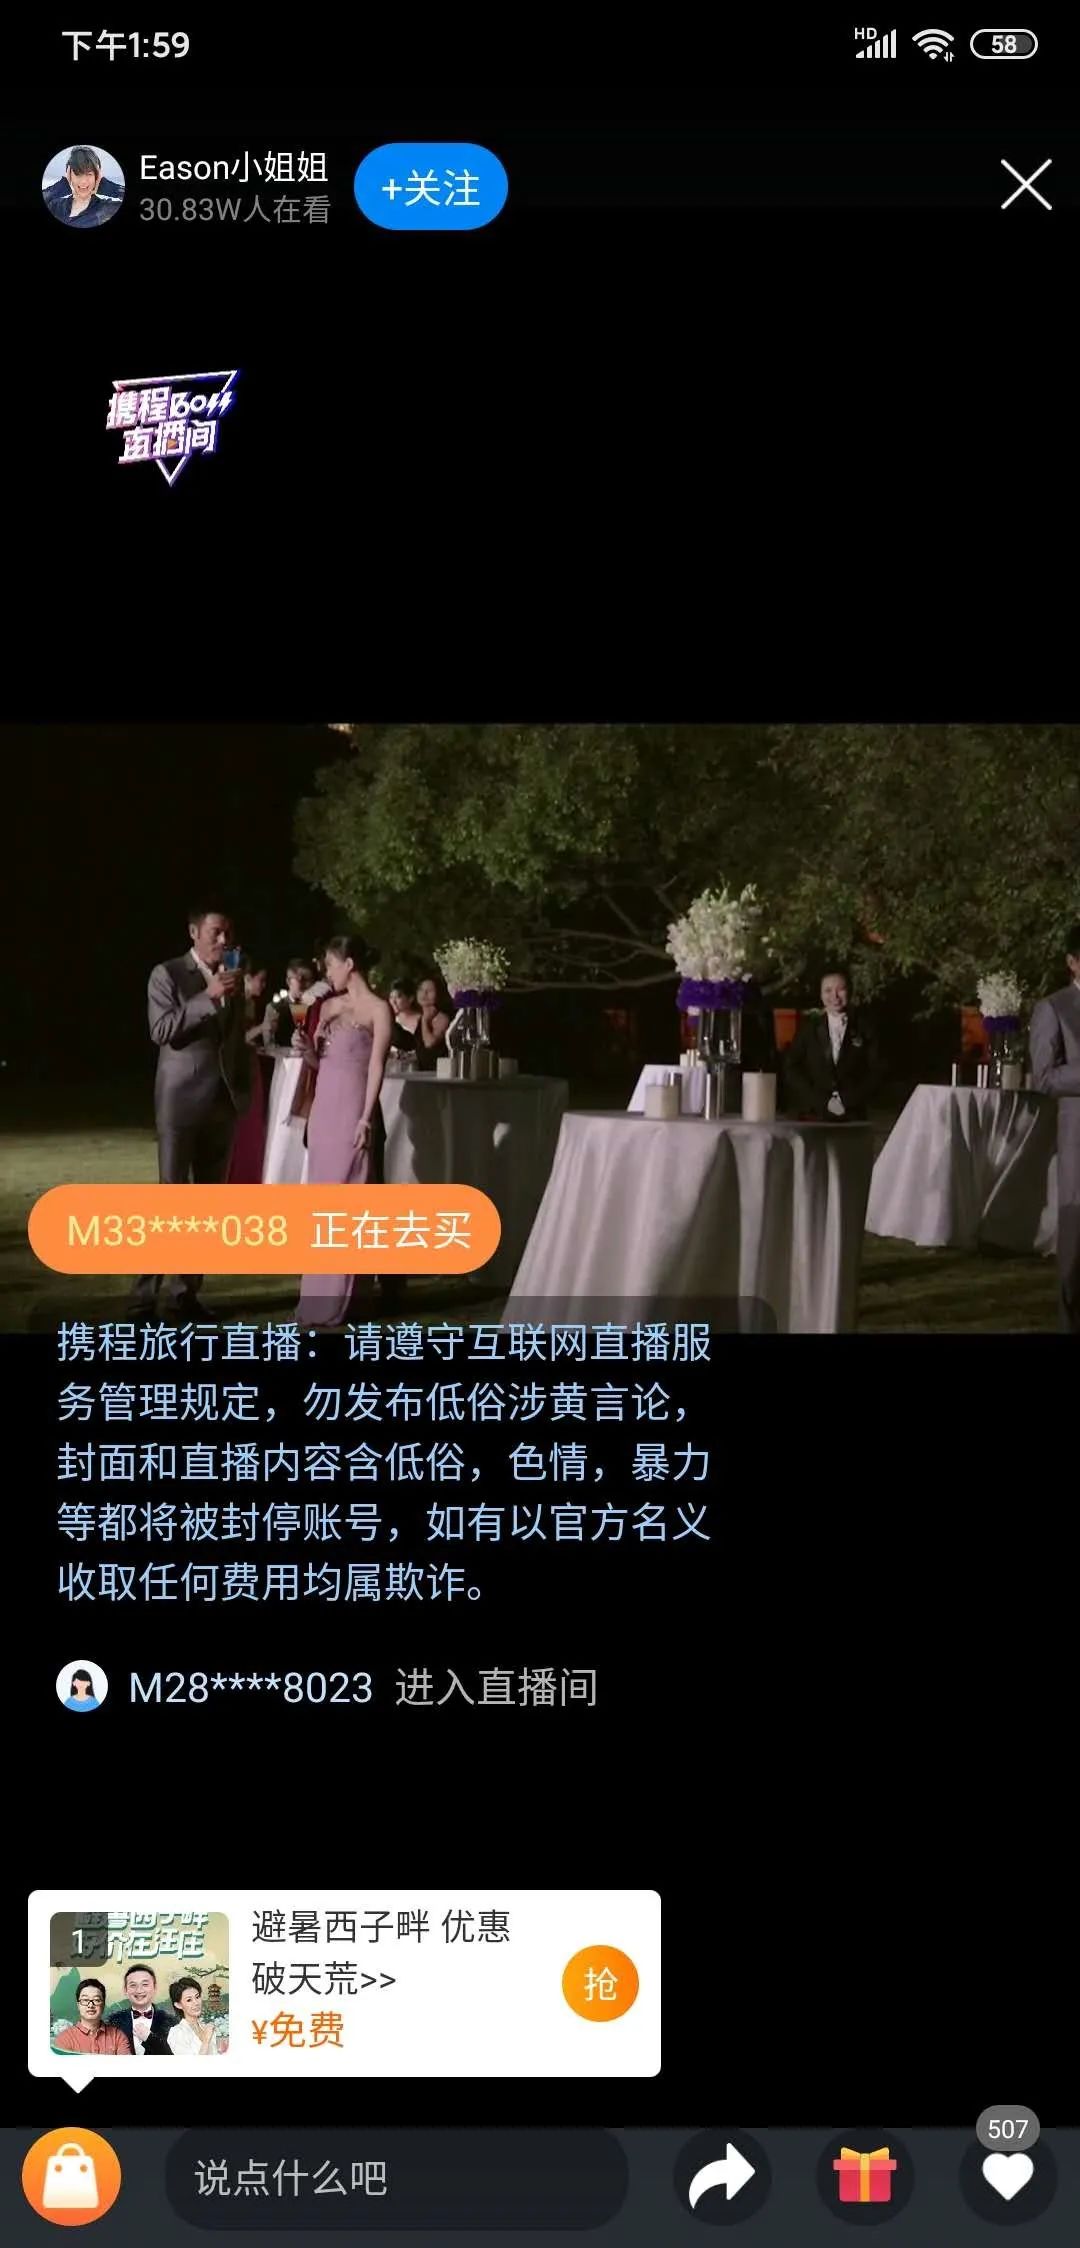 下午1:59
HD
58
Eason小姐姐
30.83W人在看
+关注
携程BOSS
直播间
M33****038 正在去买
携程旅行直播：请遵守互联网直播服
务管理规定，勿发布低俗涉黄言论，
封面和直播内容含低俗，色情，暴力
等都将被封停账号，如有以官方名义
收取任何费用均属欺诈。
M28****8023 进入直播间
1
避暑西子畔 优惠
破天荒>>
¥免费
抢
507
说点什么吧